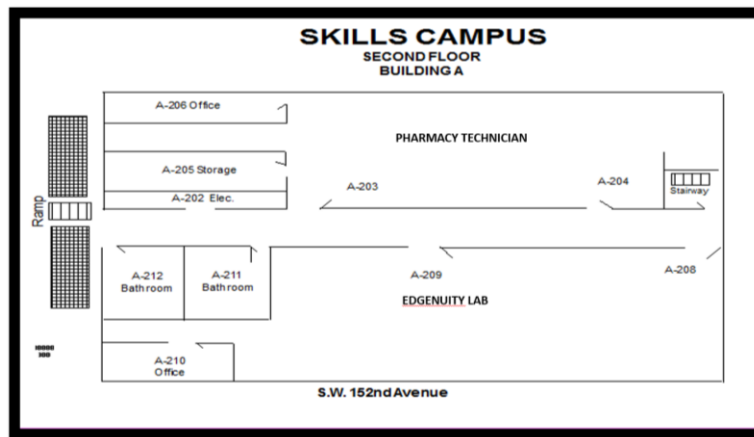 SKILLS CAMPUS
SECOND FLOOR
BUILDING A
A-206 Office
PHARMACY TECHNICIAN
A-205 Storage
A-202 Elec.
A-203
A-204
Stairway
Ramp
A-212
Bathroom
A-211
Bathroom
A-209
A-208
EDGENUITY LAB
A-210
Office
S.W. 152nd Avenue